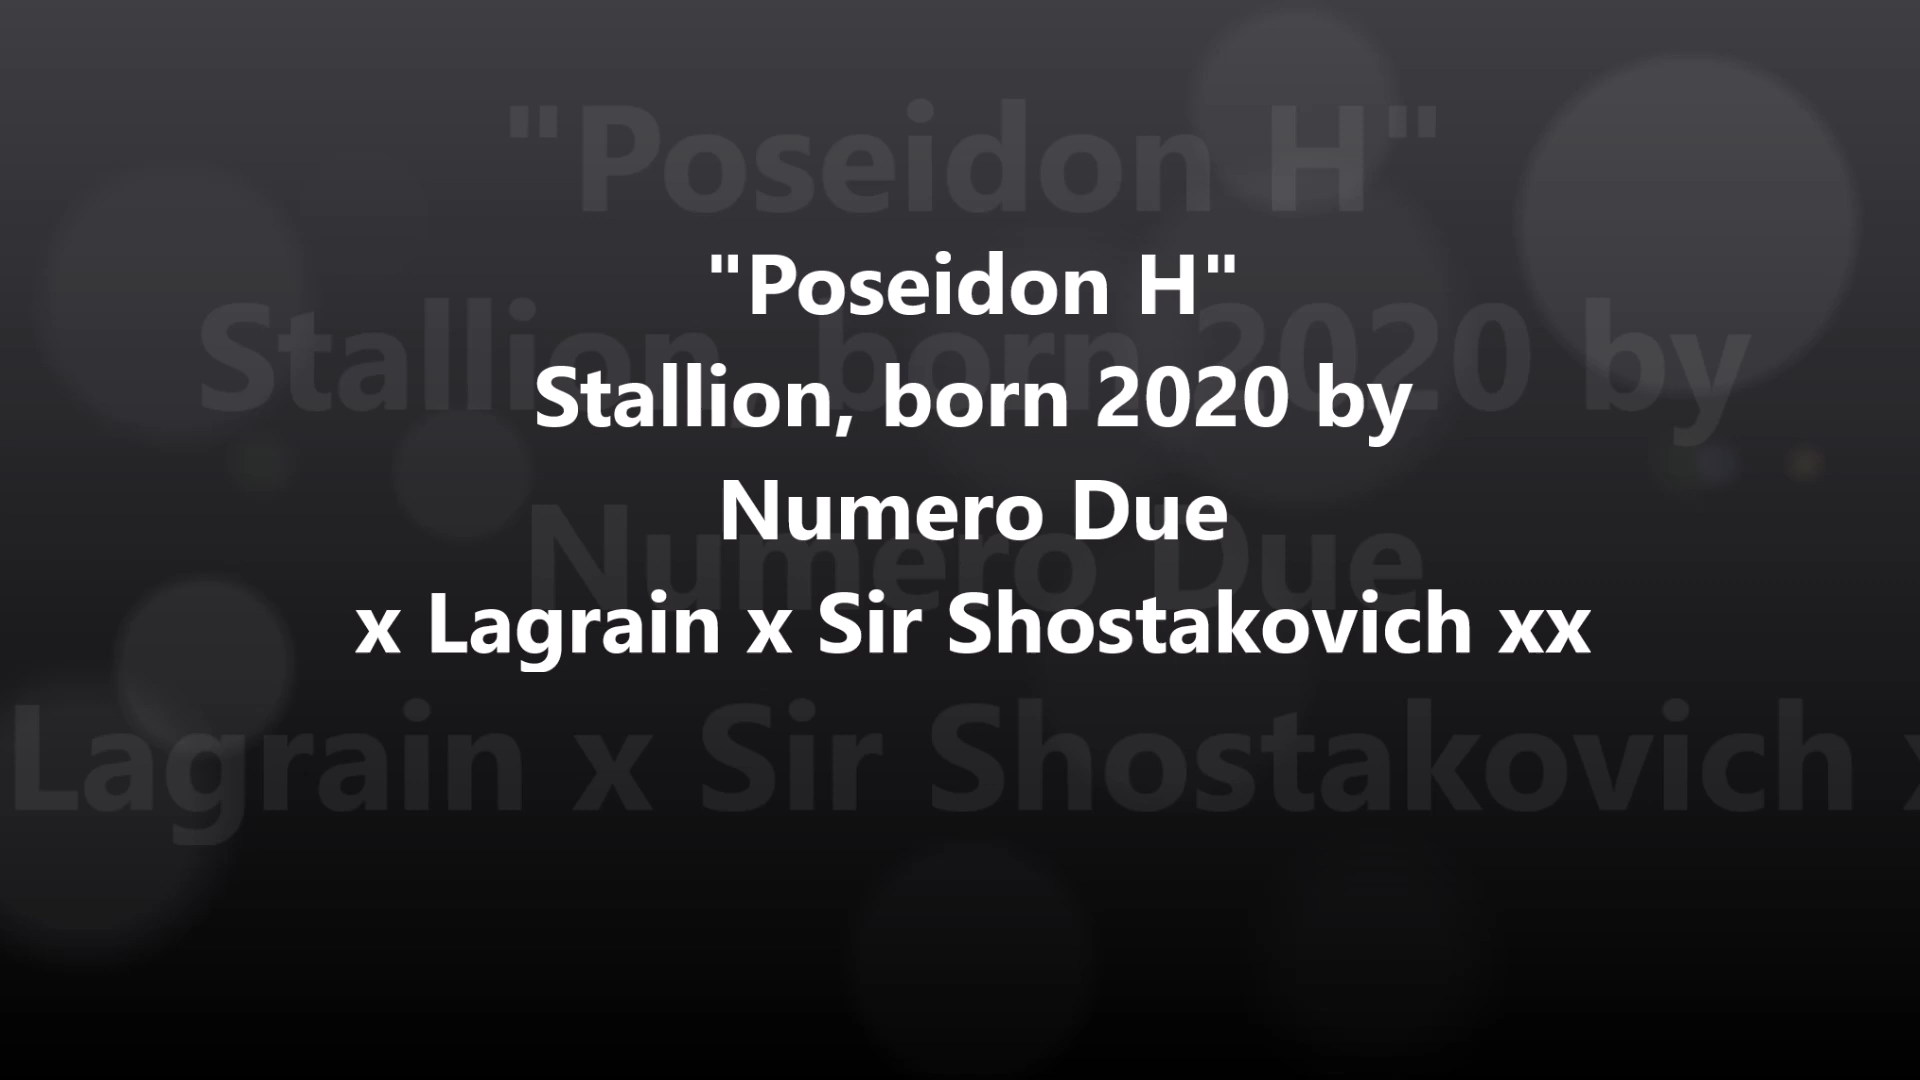 "Poseidon H"
Stallion, born 2020 by
Numero Due
x Lagrain x Sir Shostakovich xx